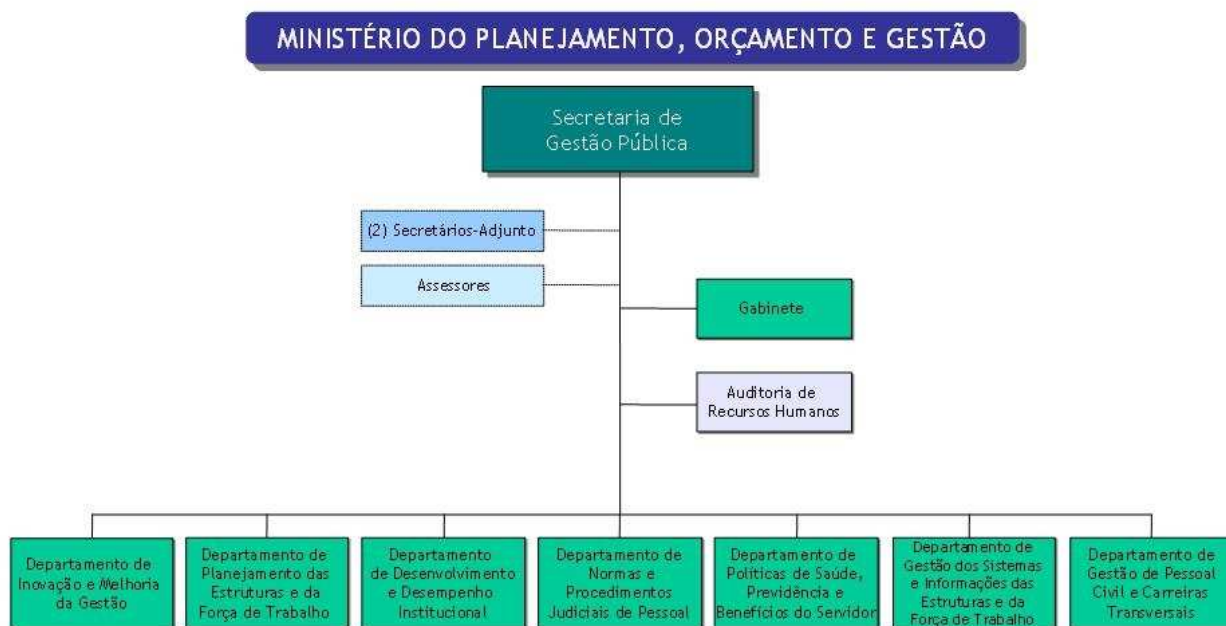 MINISTÉRIO DO PLANEJAMENTO, ORÇAMENTO E GESTÃO
Secretaria de
Gestão Pública
(2) Secretários-Adjunto
Assessores
Gabinete
Auditoria de
Recursos Humanos
Departamento de
Inovação e Melhoria
da Gestão
Departamento de
Planejamento das
Estruturas e da
Força de Trabalho
Departamento
de Desenvolvimento
e Desempenho
Institucional
Departamento de
Normas e
Procedimentos
Judiciais de Pessoal
Departamento de
Políticas de Saúde,
Previdência e
Benefícios do Servidor
Departamento de
Gestão dos Sistemas
e Informações das
Estruturas e da
Força de Trabalho
Departamento de
Gestão de Pessoal
Civil e Carreiras
Transversais